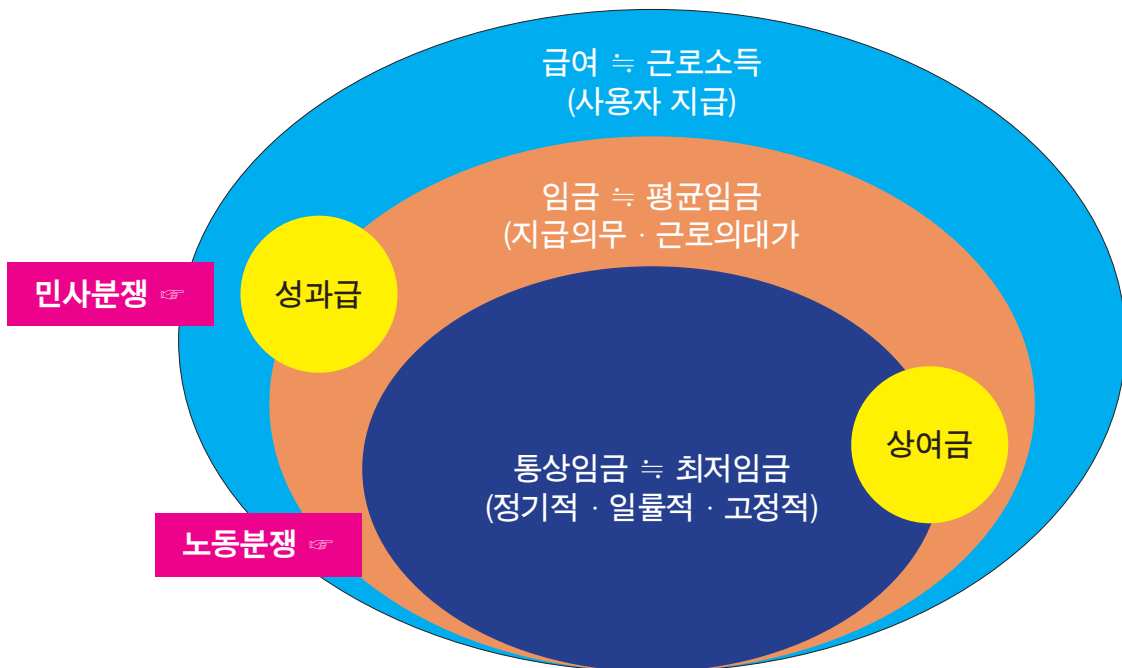 급여 ≒ 근로소득
(사용자 지급)
임금 ≒ 평균임금
(지급의무 · 근로의대가
민사분쟁 ☞
성과급
상여금
통상임금 ≒ 최저임금
(정기적 · 일률적 · 고정적)
노동분쟁 ☞